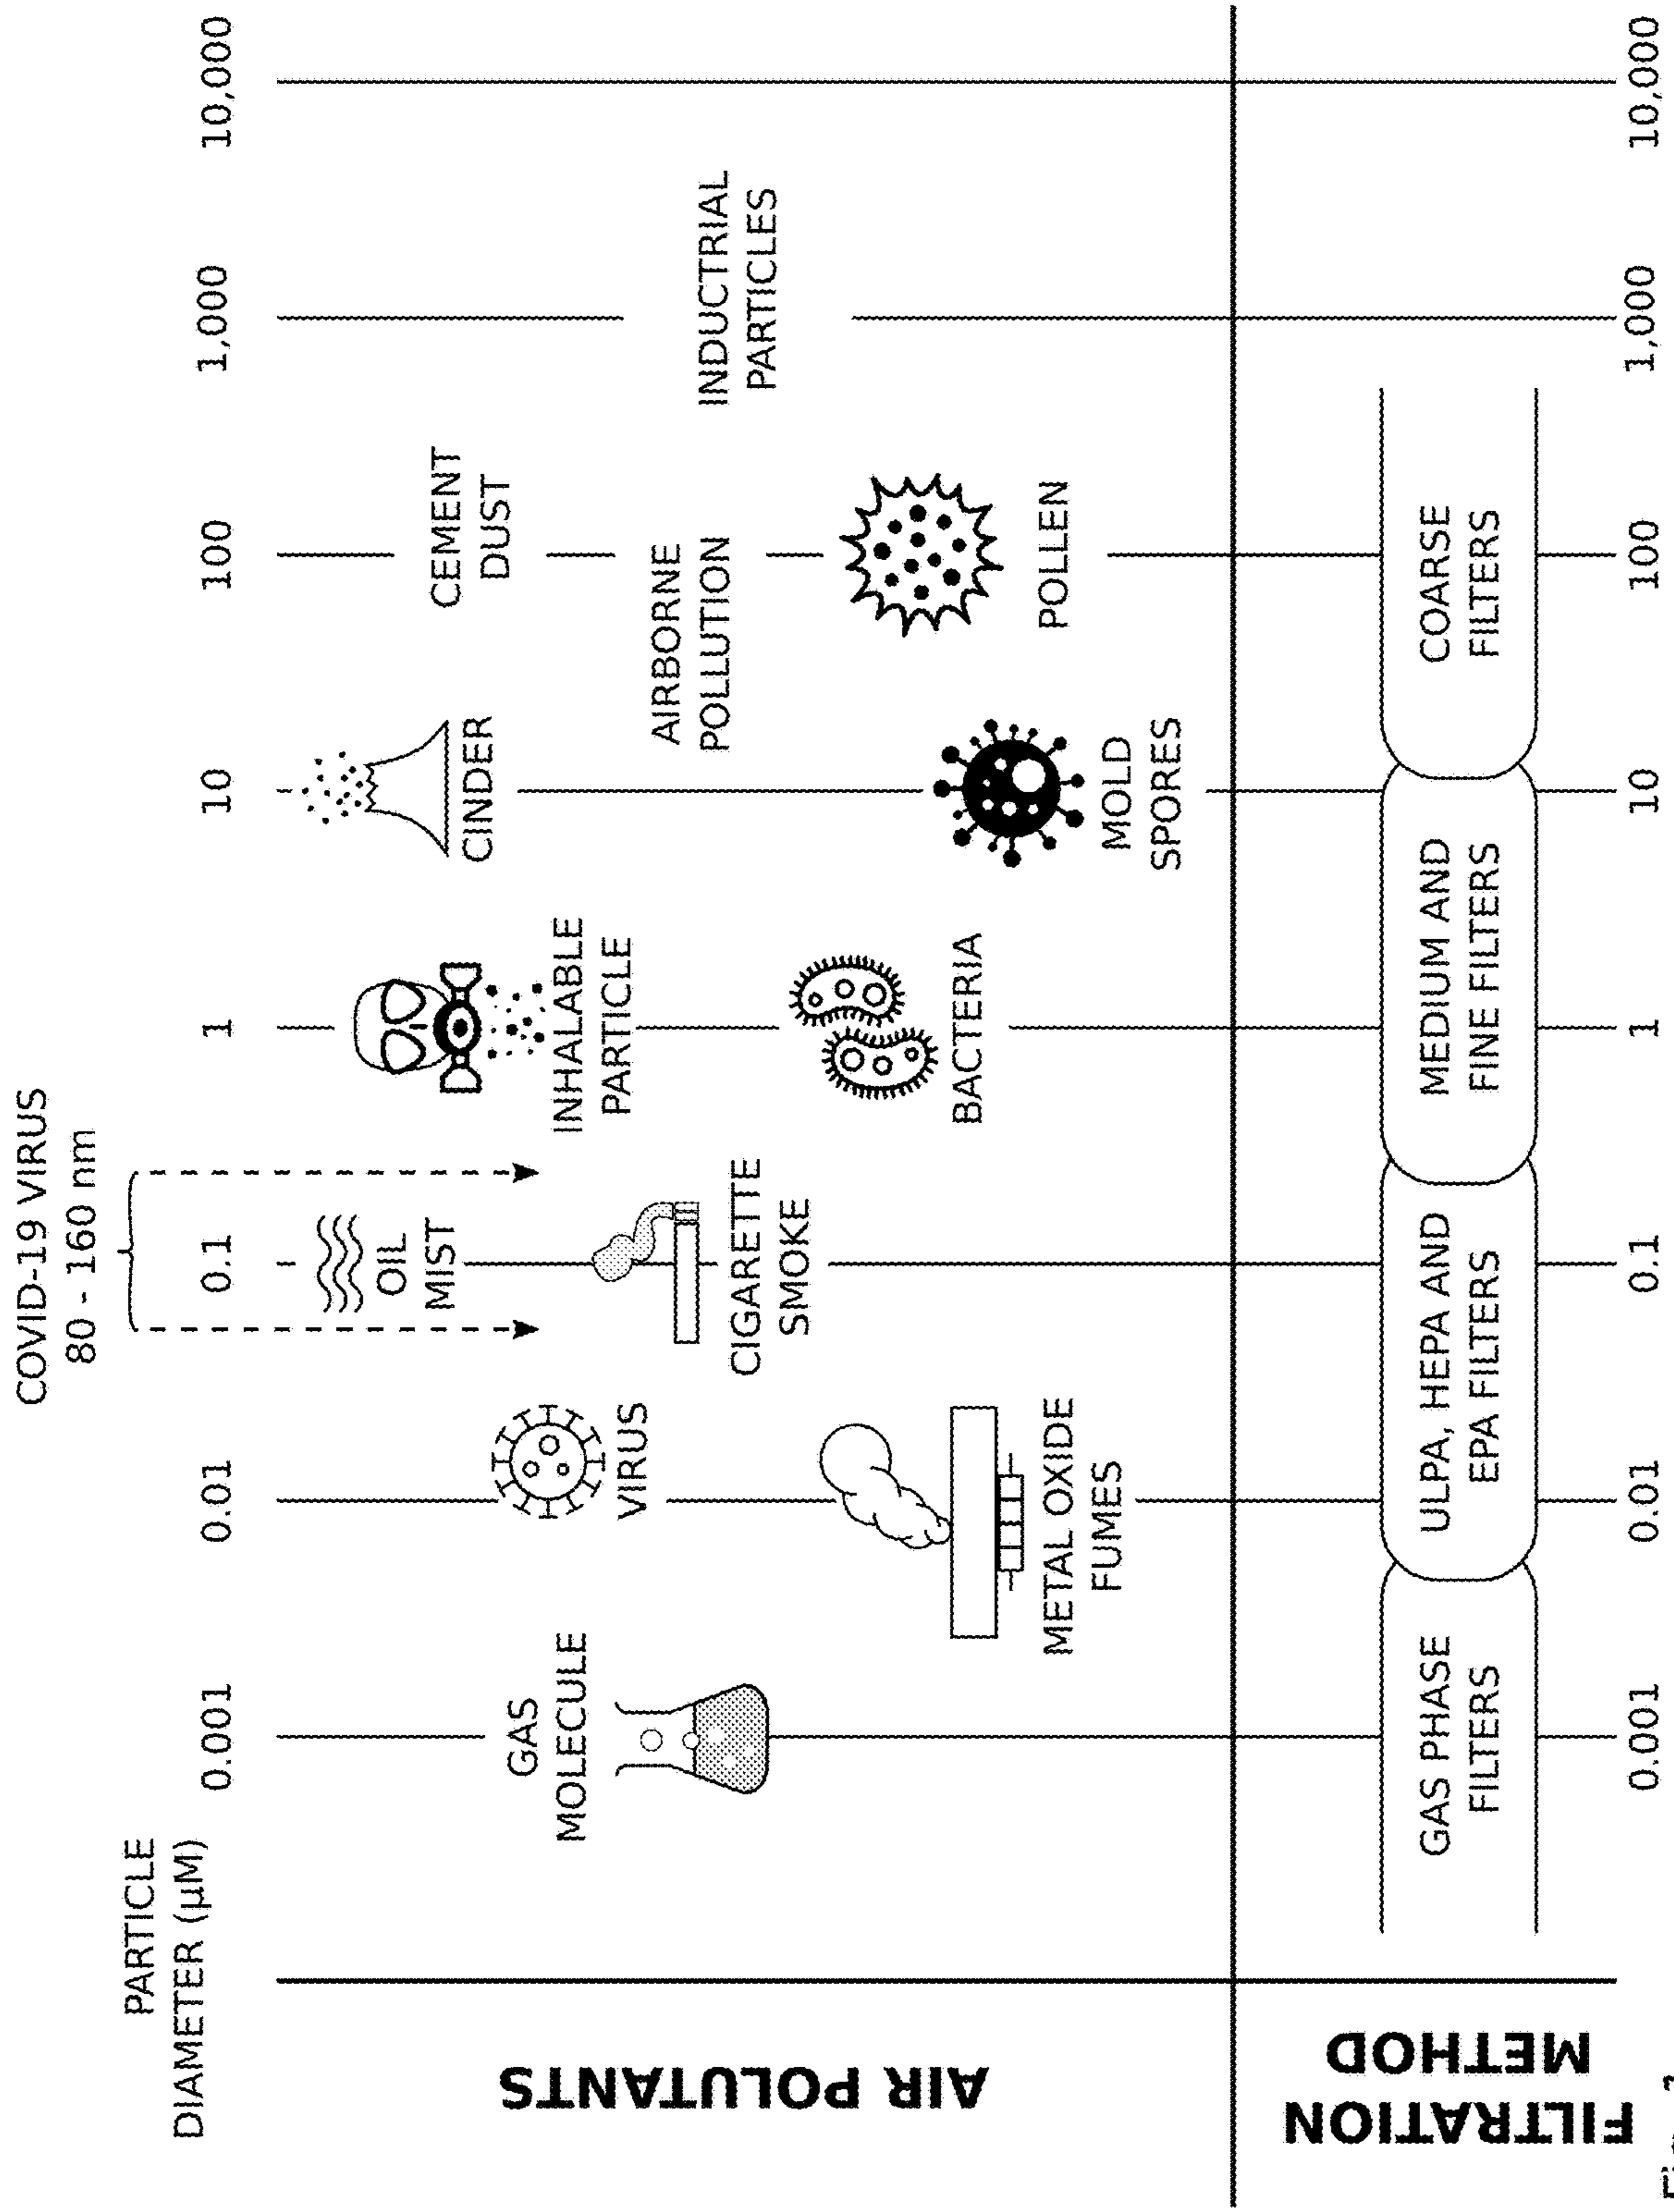 COVID-19 VIRUS
80 - 160 nm
PARTICLE
DIAMETER (µM)
0.001
0.01
0.1
1
10
100
1,000
10,000
AIR POLUTANTS
GAS
MOLECULE
VIRUS
METAL OXIDE
FUMES
OIL
MIST
CIGARETTE
SMOKE
INHALABLE
PARTICLE
BACTERIA
CINDER
MOLD
SPORES
CEMENT
DUST
AIRBORNE
POLLUTION
POLLEN
INDUCTRIAL
PARTICLES
FILTRATION
METHOD
GAS PHASE
FILTERS
ULPA, HEPA AND
EPA FILTERS
MEDIUM AND
FINE FILTERS
COARSE
FILTERS
0.001
0.01
0.1
1
10
100
1,000
10,000